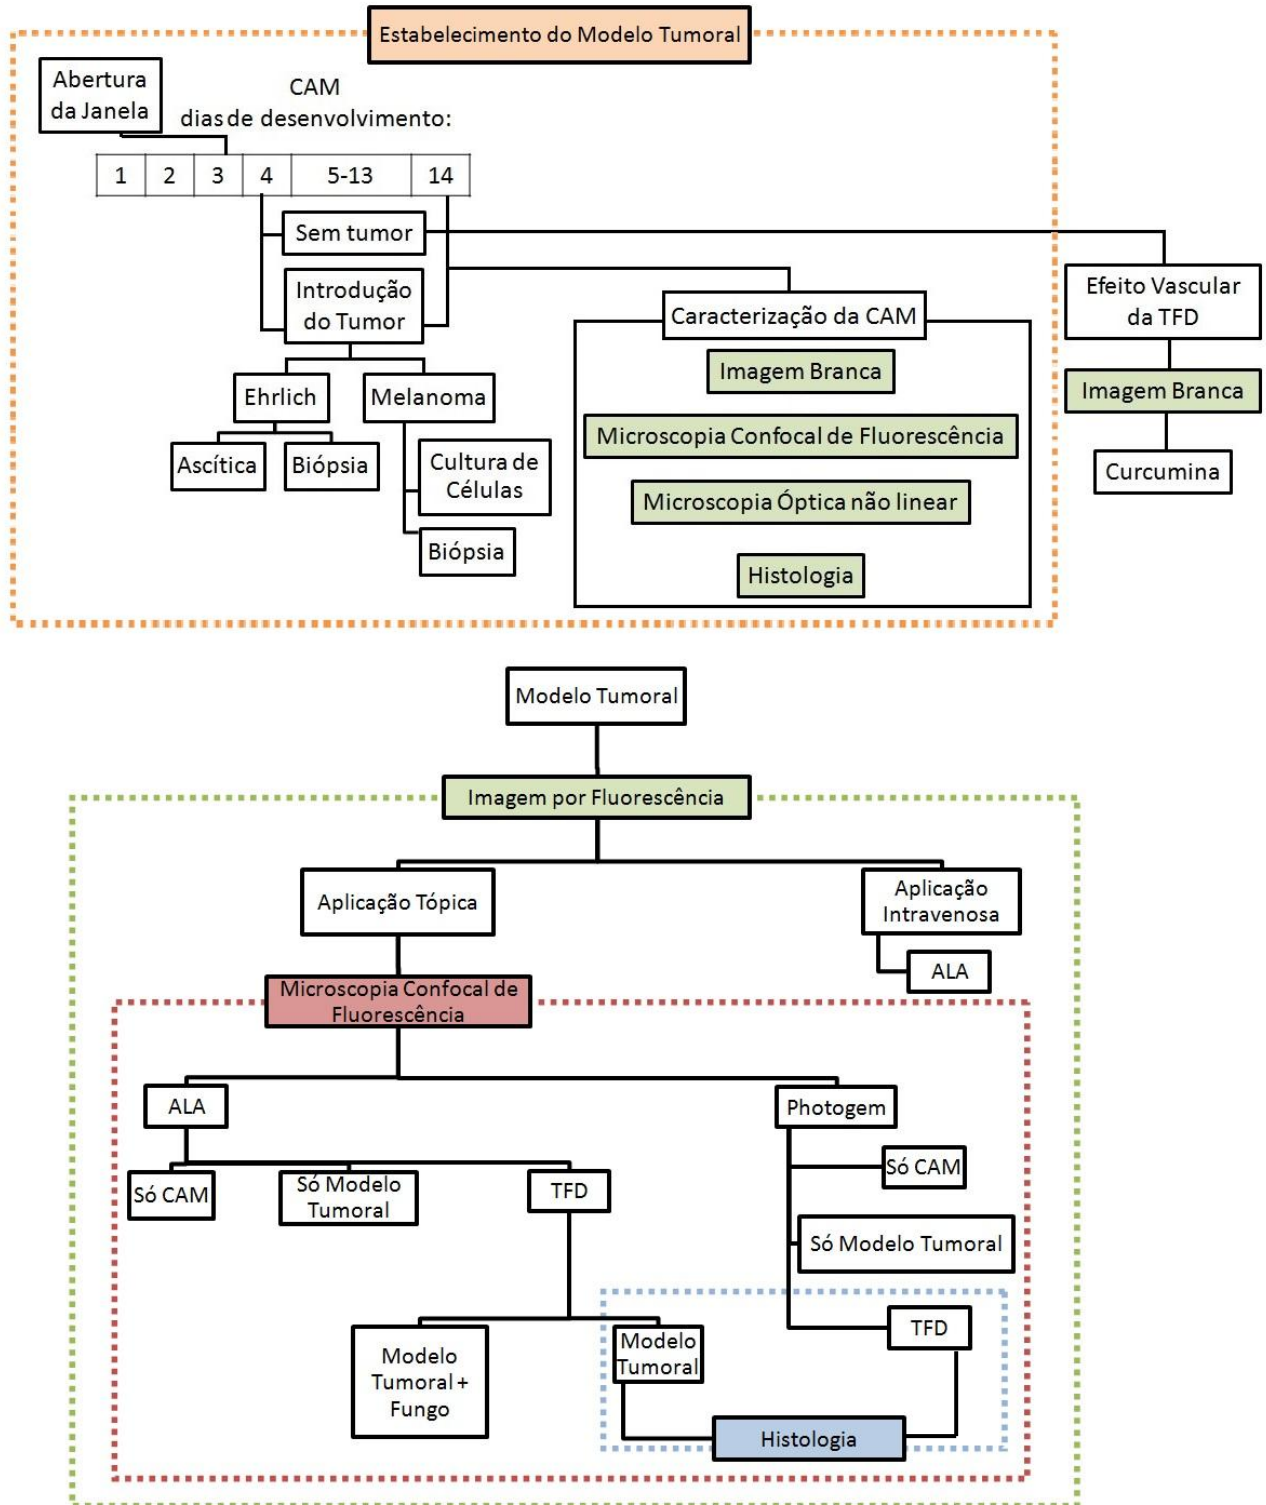 Estabelecimento do Modelo Tumoral
Abertura
da Janela
CAM
dias de desenvolvimento:
1 2 3 4 5-13 14
Sem tumor
Introdução
do Tumor
Ehrlich
Melanoma
Ascítica
Biópsia
Cultura de
Células
Biópsia
Caracterização da CAM
Imagem Branca
Microscopia Confocal de Fluorescência
Microscopia Óptica não linear
Histologia
Efeito Vascular
da TFD
Imagem Branca
Curcumina
Modelo Tumoral
Imagem por Fluorescência
Aplicação Tópica
Aplicação
Intravenosa
ALA
Microscopia Confocal de
Fluorescência
ALA
Photogem
Só CAM
Só Modelo
Tumoral
TFD
Só CAM
Só Modelo Tumoral
TFD
Modelo
Tumoral +
Fungo
Modelo
Tumoral
Histologia